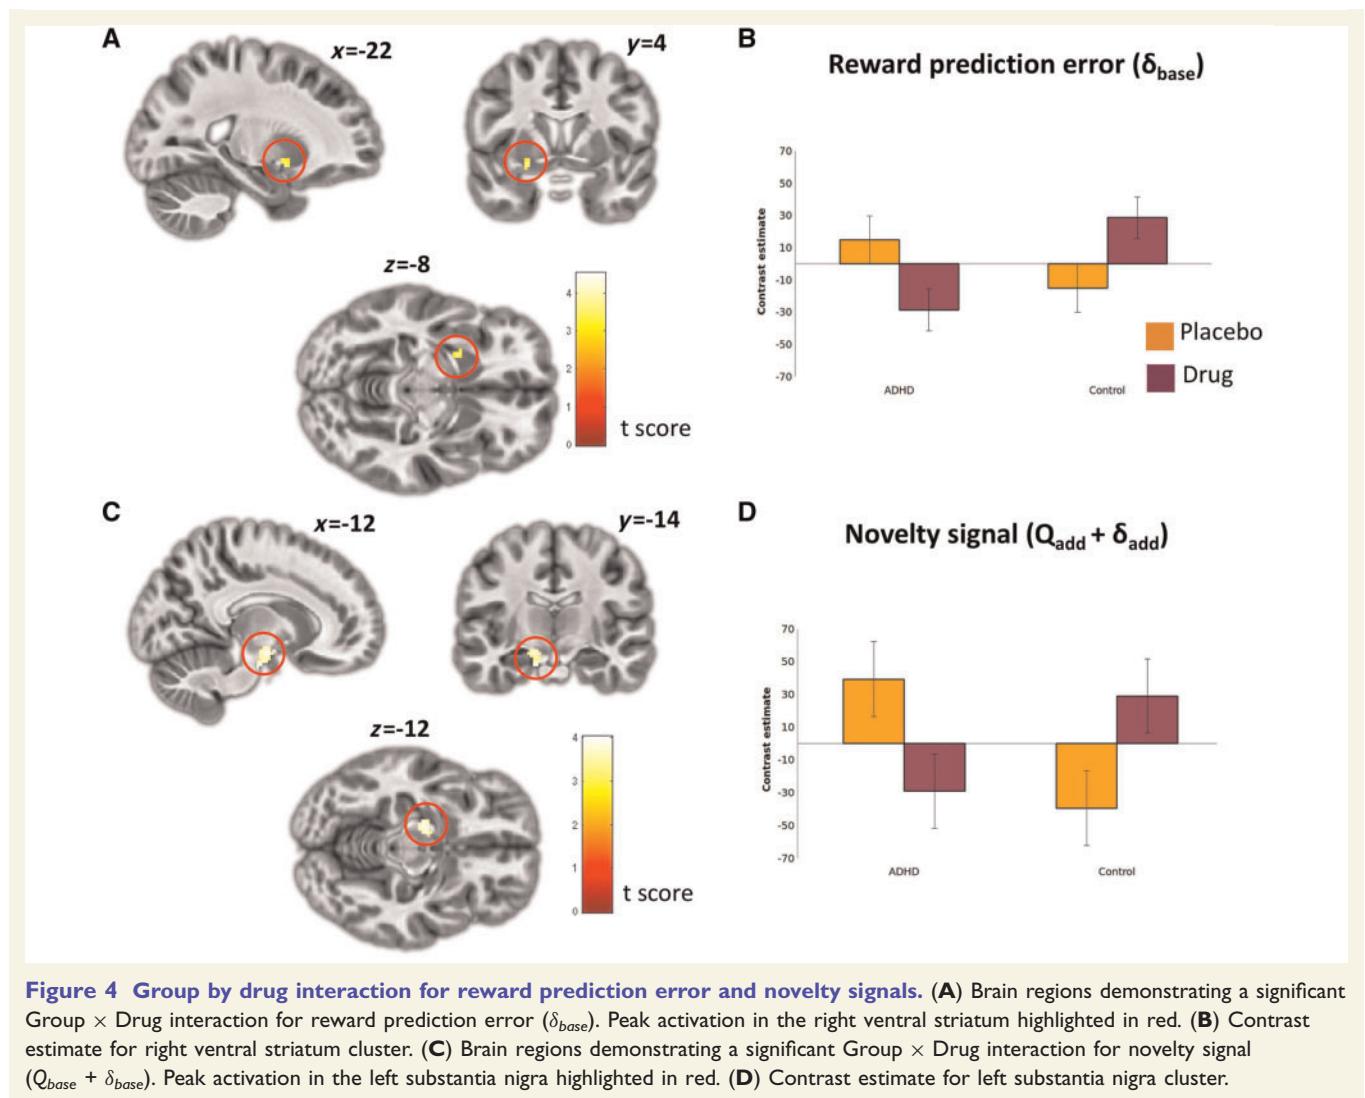 A
x=-22
y=4
z=-8
4
3
2
1
0
t score
B
Reward prediction error (δbase)
70
50
30
10
-10
-30
-50
-70
Contrast estimate
ADHD
Control
Placebo
Drug
C
x=-12
y=-14
z=-12
4
3
2
1
0
t score
D
Novelty signal (Qadd + δadd)
70
50
30
10
-10
-30
-50
-70
Contrast estimate
ADHD
Control
Figure 4 Group by drug interaction for reward prediction error and novelty signals. (A) Brain regions demonstrating a significant
Group × Drug interaction for reward prediction error (δbase). Peak activation in the right ventral striatum highlighted in red. (B) Contrast
estimate for right ventral striatum cluster. (C) Brain regions demonstrating a significant Group × Drug interaction for novelty signal
(Qbase + δbase). Peak activation in the left substantia nigra highlighted in red. (D) Contrast estimate for left substantia nigra cluster.